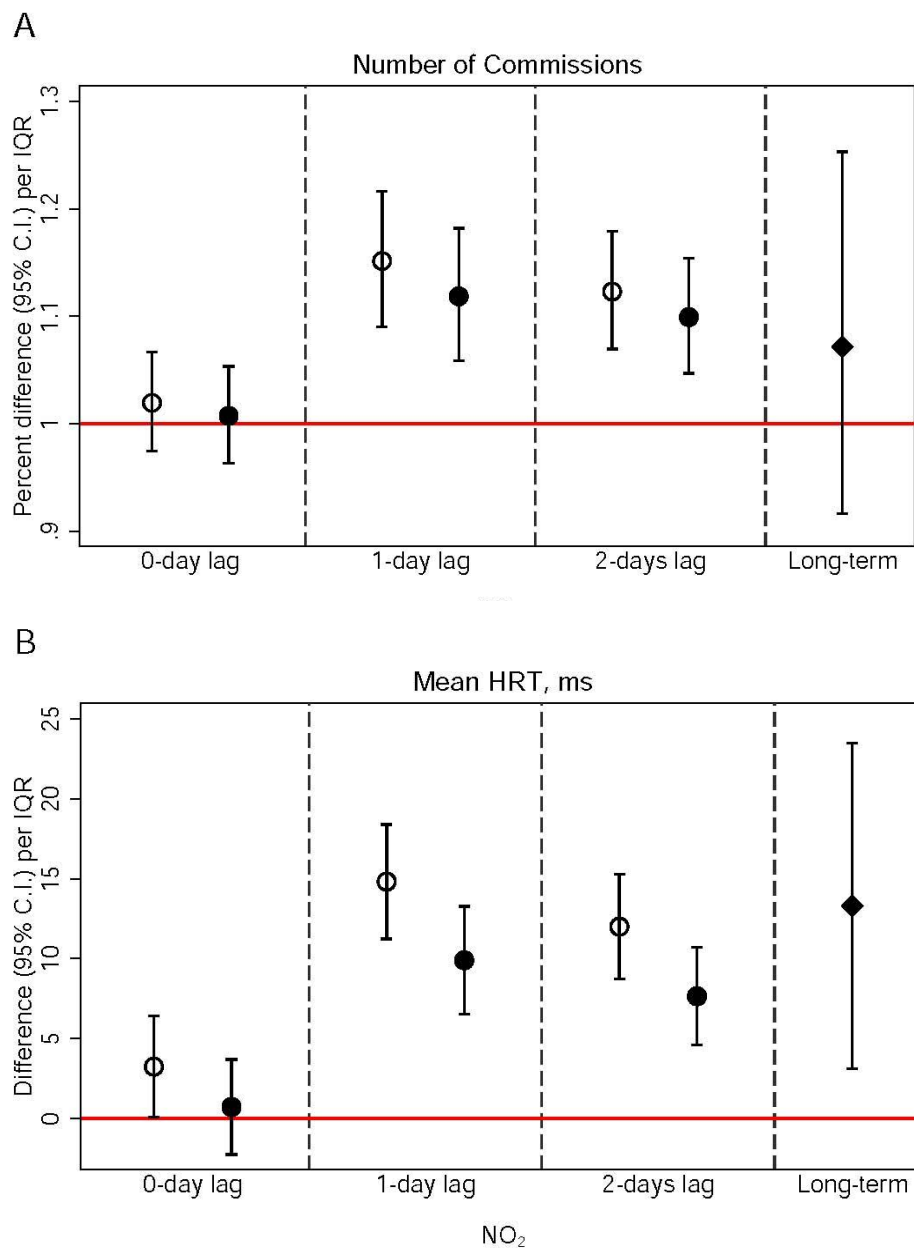 A
Number of Commissions
Percent difference (95% C.I.) per IQR
1.3
1.2
1.1
1
.9
0-day lag 1-day lag 2-days lag Long-term
B
Mean HRT, ms
Difference (95% C.I.) per IQR
25
20
15
10
5
0
0-day lag 1-day lag 2-days lag Long-term
NO₂